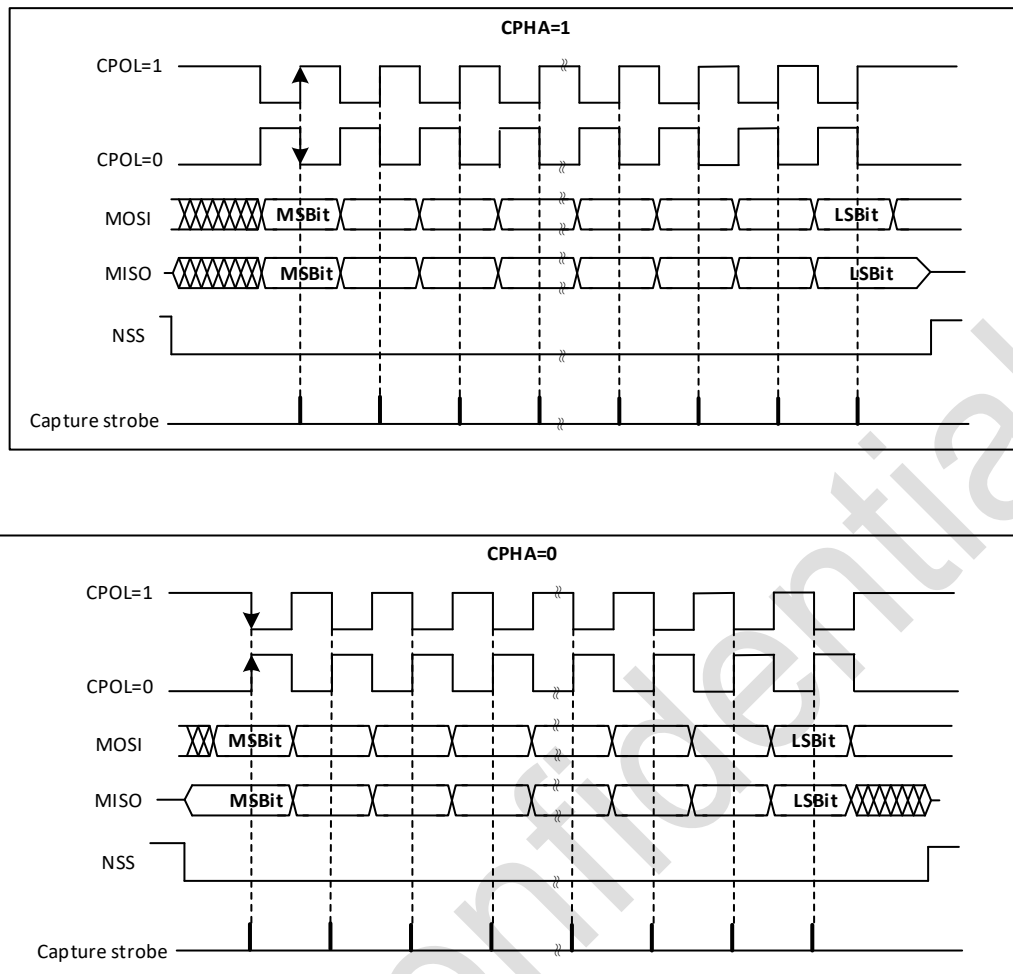 CPHA=1
CPOL=1
CPOL=0
MOSI MSBit LSBit
MISO MSBit LSBit
NSS
Capture strobe
CPHA=0
CPOL=1
CPOL=0
MOSI MSBit LSBit
MISO MSBit LSBit
NSS
Capture strobe
onfidential